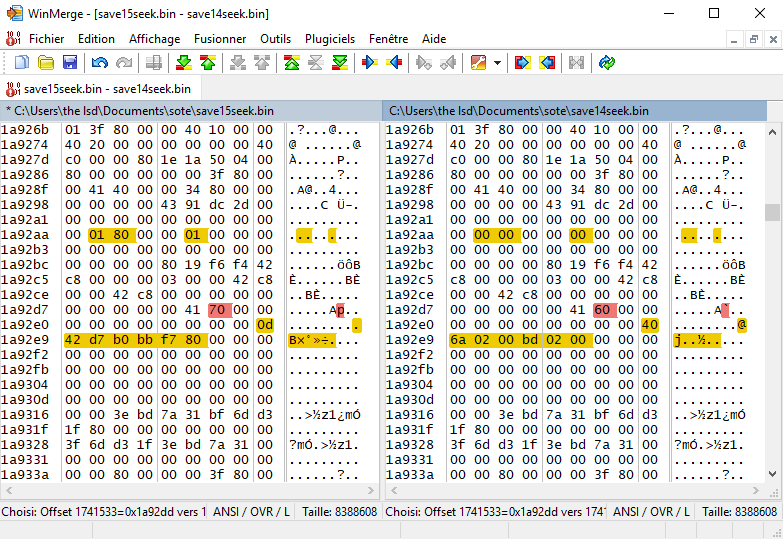 WinMerge - [save15seek.bin - save14seek.bin]
Fichier Edition Affichage Fusionner Outils Plugiciels Fenêtre Aide
save15seek.bin - save14seek.bin
* C:\Users\the lsd\Documents\sote\save15seek.bin
1a926b 01 3f 80 00 00 40 10 00 00 .?...@...
1a9274 40 20 00 00 00 00 00 00 40 @ ......@
1a927d c0 00 00 80 1e 1a 50 04 00 À.....P..
1a9286 80 00 00 00 00 00 3f 80 00 ......?..
1a928f 00 41 40 00 00 34 80 00 00 .A@..4...
1a9298 00 00 00 00 43 91 dc 2d 00 ....C Ü-.
1a92a1 00 00 00 00 00 00 00 00 00 .........
1a92aa 00 01 80 00 00 01 00 00 00 .........
1a92b3 00 00 00 00 00 00 00 00 00 .........
1a92bc 00 00 00 00 80 19 f6 f4 42 ......öôB
1a92c5 c8 00 00 00 03 00 00 42 c8 È......BÈ
1a92ce 00 00 42 c8 00 00 00 00 00 ..BÈ.....
1a92d7 00 00 00 00 00 41 70 00 00 .....Ap..
1a92e0 00 00 00 00 00 00 00 00 0d .........
1a92e9 42 d7 b0 bb f7 80 00 00 00 B×°»÷....
1a92f2 00 00 00 00 00 00 00 00 00 .........
1a92fb 00 00 00 00 00 00 00 00 00 .........
1a9304 00 00 00 00 00 00 00 00 00 .........
1a930d 00 00 00 00 00 00 00 00 00 .........
1a9316 00 00 3e bd 7a 31 bf 6d d3 ..>½z1¿mÓ
1a931f 1f 80 00 00 00 00 00 00 00 .........
1a9328 3f 6d d3 1f 3e bd 7a 31 00 ?mÓ.>½z1.
1a9331 00 00 00 00 00 00 00 00 00 .........
1a933a 00 00 80 00 00 00 3f 80 00 ......?..
C:\Users\the lsd\Documents\sote\save14seek.bin
1a926b 01 3f 80 00 00 40 10 00 00 .?...@...
1a9274 40 20 00 00 00 00 00 00 40 @ ......@
1a927d c0 00 00 80 1e 1a 50 04 00 À.....P..
1a9286 80 00 00 00 00 00 3f 80 00 ......?..
1a928f 00 41 40 00 00 34 80 00 00 .A@..4...
1a9298 00 00 00 00 43 91 dc 2d 00 ....C Ü-.
1a92a1 00 00 00 00 00 00 00 00 00 .........
1a92aa 00 00 00 00 00 00 00 00 00 .........
1a92b3 00 00 00 00 00 00 00 00 00 .........
1a92bc 00 00 00 00 80 19 f6 f4 42 ......öôB
1a92c5 c8 00 00 00 03 00 00 42 c8 È......BÈ
1a92ce 00 00 42 c8 00 00 00 00 00 ..BÈ.....
1a92d7 00 00 00 00 00 41 60 00 00 .....A`..
1a92e0 00 00 00 00 00 00 00 00 40 ........@
1a92e9 6a 02 00 bd 02 00 00 00 00 j..½.....
1a92f2 00 00 00 00 00 00 00 00 00 .........
1a92fb 00 00 00 00 00 00 00 00 00 .........
1a9304 00 00 00 00 00 00 00 00 00 .........
1a930d 00 00 00 00 00 00 00 00 00 .........
1a9316 00 00 3e bd 7a 31 bf 6d d3 ..>½z1¿mÓ
1a931f 1f 80 00 00 00 00 00 00 00 .........
1a9328 3f 6d d3 1f 3e bd 7a 31 00 ?mÓ.>½z1.
1a9331 00 00 00 00 00 00 00 00 00 .........
1a933a 00 00 80 00 00 00 3f 80 00 ......?..
Choisi: Offset 1741533=0x1a92dd vers 1 ANSI / OVR / L Taille: 8388608
Choisi: Offset 1741533=0x1a92dd vers 1741 ANSI / OVR / L Taille: 8388608